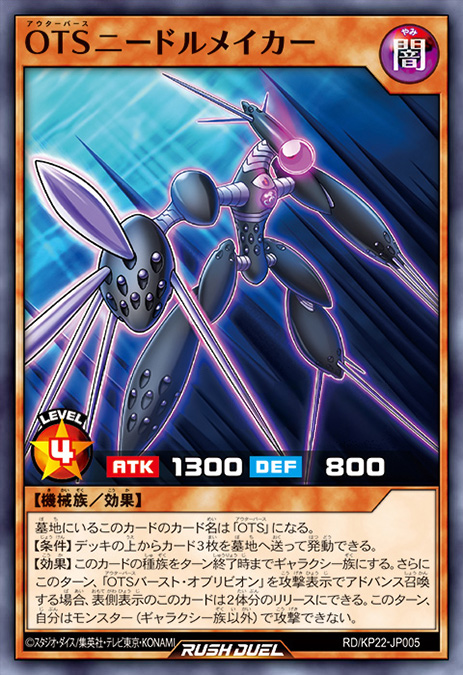 アウターバース
OTSニードルメイカー
やみ
闇
LEVEL
4
ATK 1300 DEF 800
【機械族／効果】
墓地にいるこのカードのカード名は「OTS」になる。
【条件】デッキの上からカード3枚を墓地へ送って発動できる。
【効果】このカードの種族をターン終了時までギャラクシー族にする。さらに
このターン、「OTSバースト・オブリビオン」を攻撃表示でアドバンス召喚
する場合、表側表示のこのカードは2体分のリリースにできる。このターン、
自分はモンスター（ギャラクシー族以外）で攻撃できない。
©スタジオ・ダイス/集英社・テレビ東京・KONAMI RUSH DUEL RD/KP22-JP005